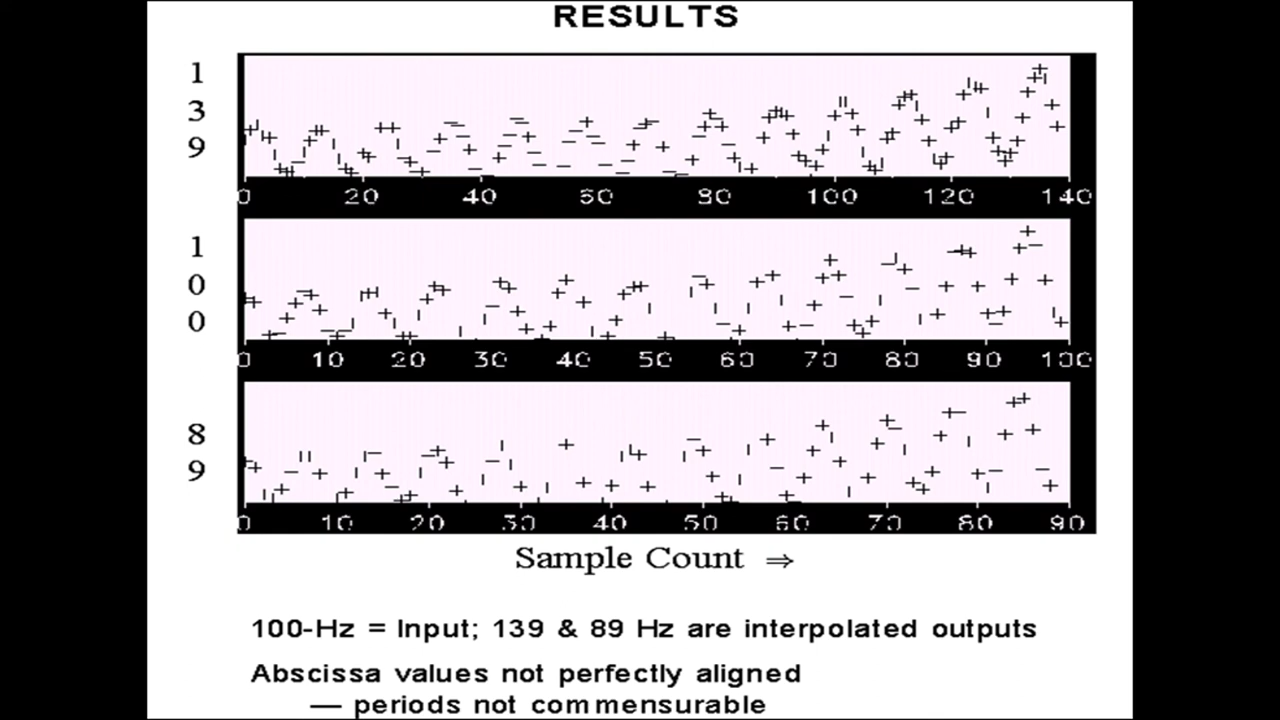 RESULTS
1
3
9
0 20 40 60 80 100 120 140
1
0
0
0 10 20 30 40 50 60 70 80 90 100
8
9
0 10 20 30 40 50 60 70 80 90
Sample Count ⇒
100-Hz = Input; 139 & 89 Hz are interpolated outputs
Abscissa values not perfectly aligned
— periods not commensurable